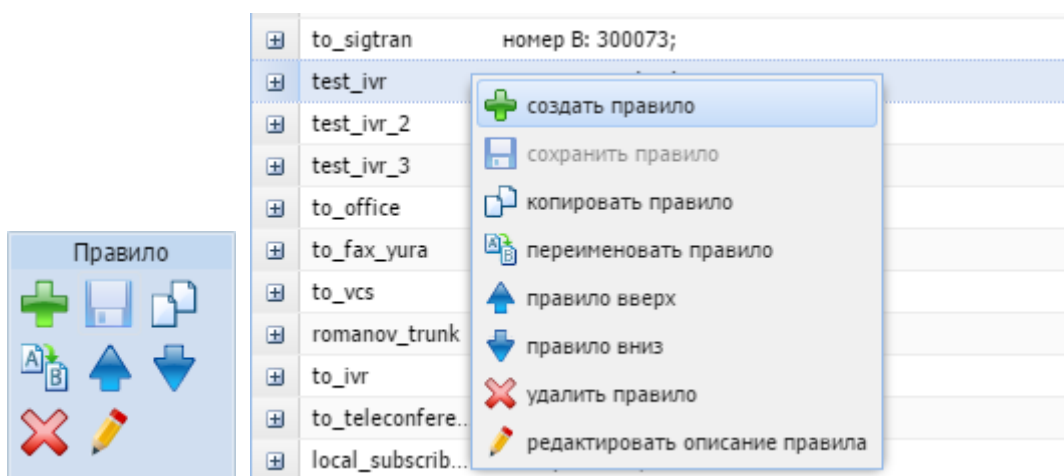 to_sigtran номер B: 300073;
test_ivr
test_ivr_2
test_ivr_3
to_office
to_fax_yura
to_vcs
romanov_trunk
to_ivr
to_teleconfere...
local_subscrib...
создать правило
сохранить правило
копировать правило
переименовать правило
правило вверх
правило вниз
удалить правило
редактировать описание правила
Правило
A B
A B